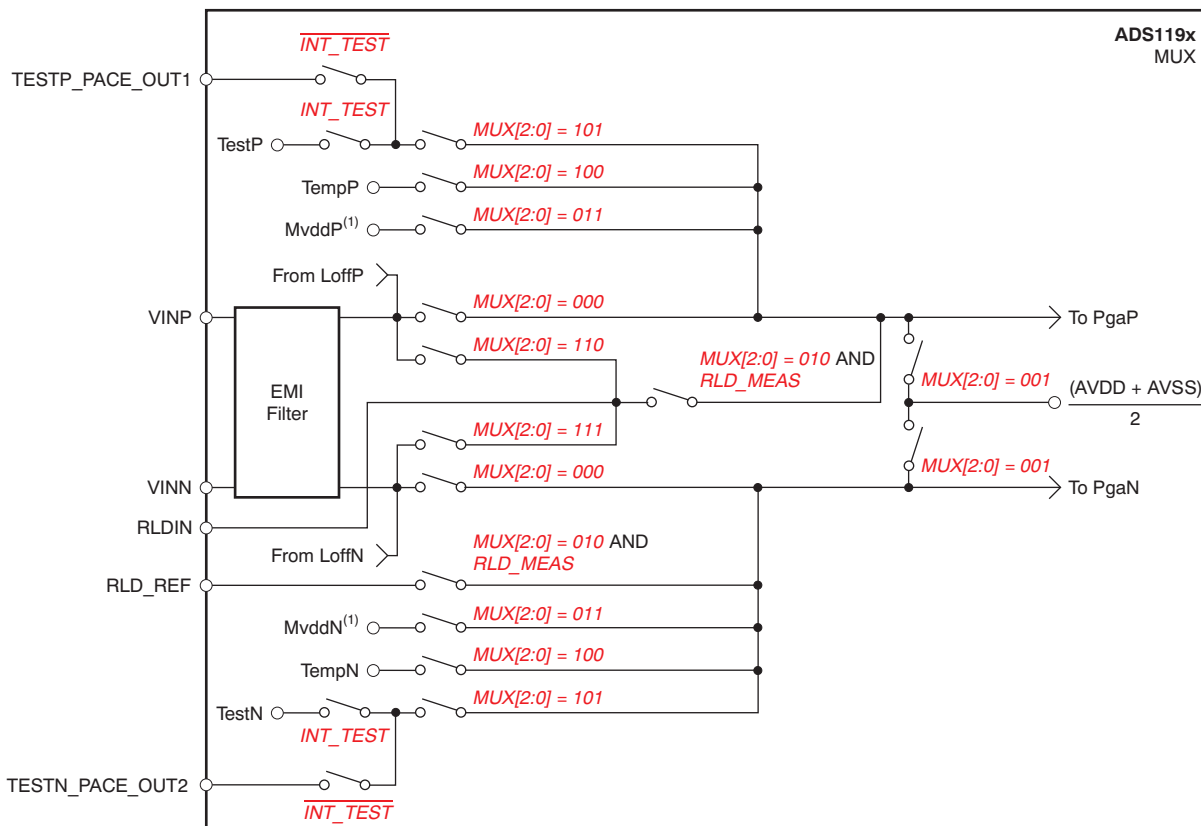 ADS119x
MUX
INT_TEST
TESTP_PACE_OUT1
INT_TEST
TestP
MUX[2:0] = 101
TempP
MUX[2:0] = 100
MvddP(1)
MUX[2:0] = 011
From LoffP
VINP
MUX[2:0] = 000
To PgaP
MUX[2:0] = 110
MUX[2:0] = 010 AND
RLD_MEAS
EMI
Filter
MUX[2:0] = 001
(AVDD + AVSS)
2
MUX[2:0] = 111
MUX[2:0] = 001
VINN
MUX[2:0] = 000
To PgaN
RLDIN
From LoffN
MUX[2:0] = 010 AND
RLD_MEAS
RLD_REF
MvddN(1)
MUX[2:0] = 011
TempN
MUX[2:0] = 100
TestN
MUX[2:0] = 101
INT_TEST
TESTN_PACE_OUT2
INT_TEST